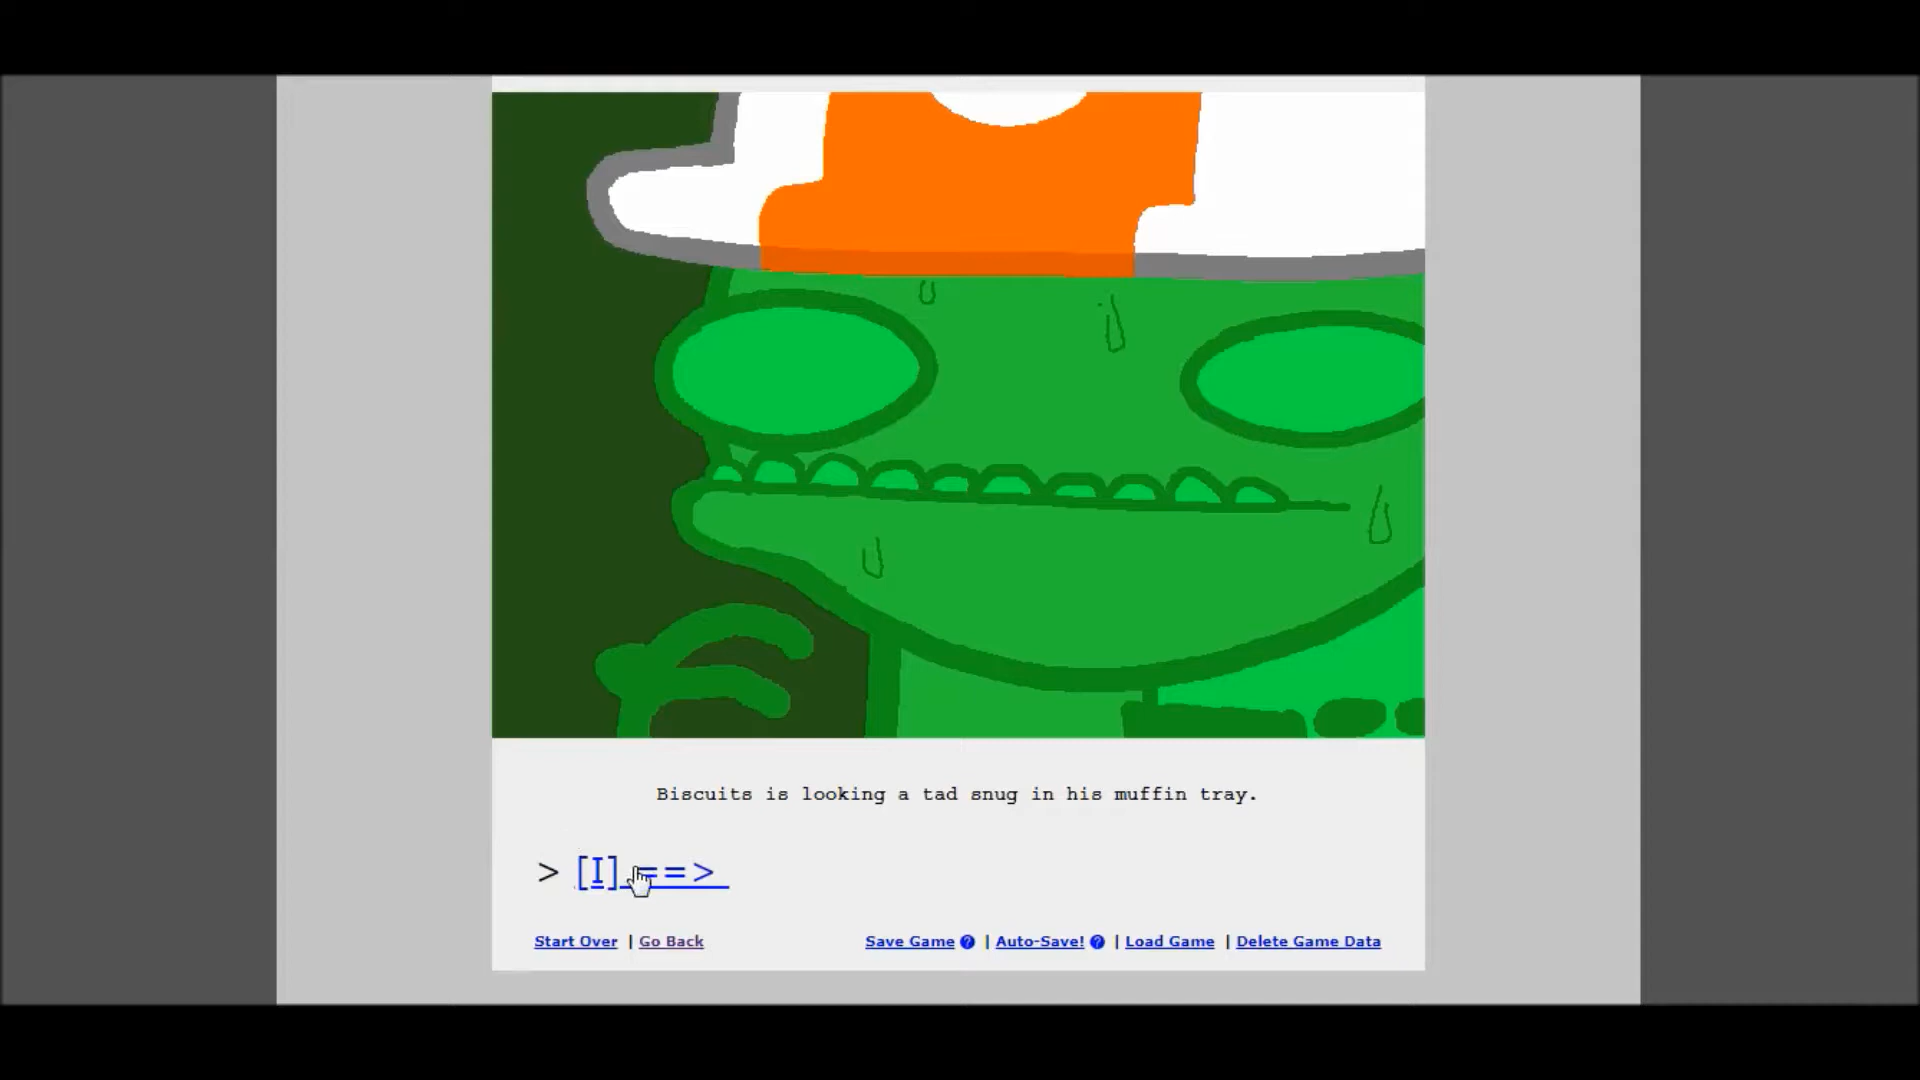 Biscuits is looking a tad snug in his muffin tray.
> [I] ==>
Start Over | Go Back Save Game ? | Auto-Save! ? | Load Game | Delete Game Data